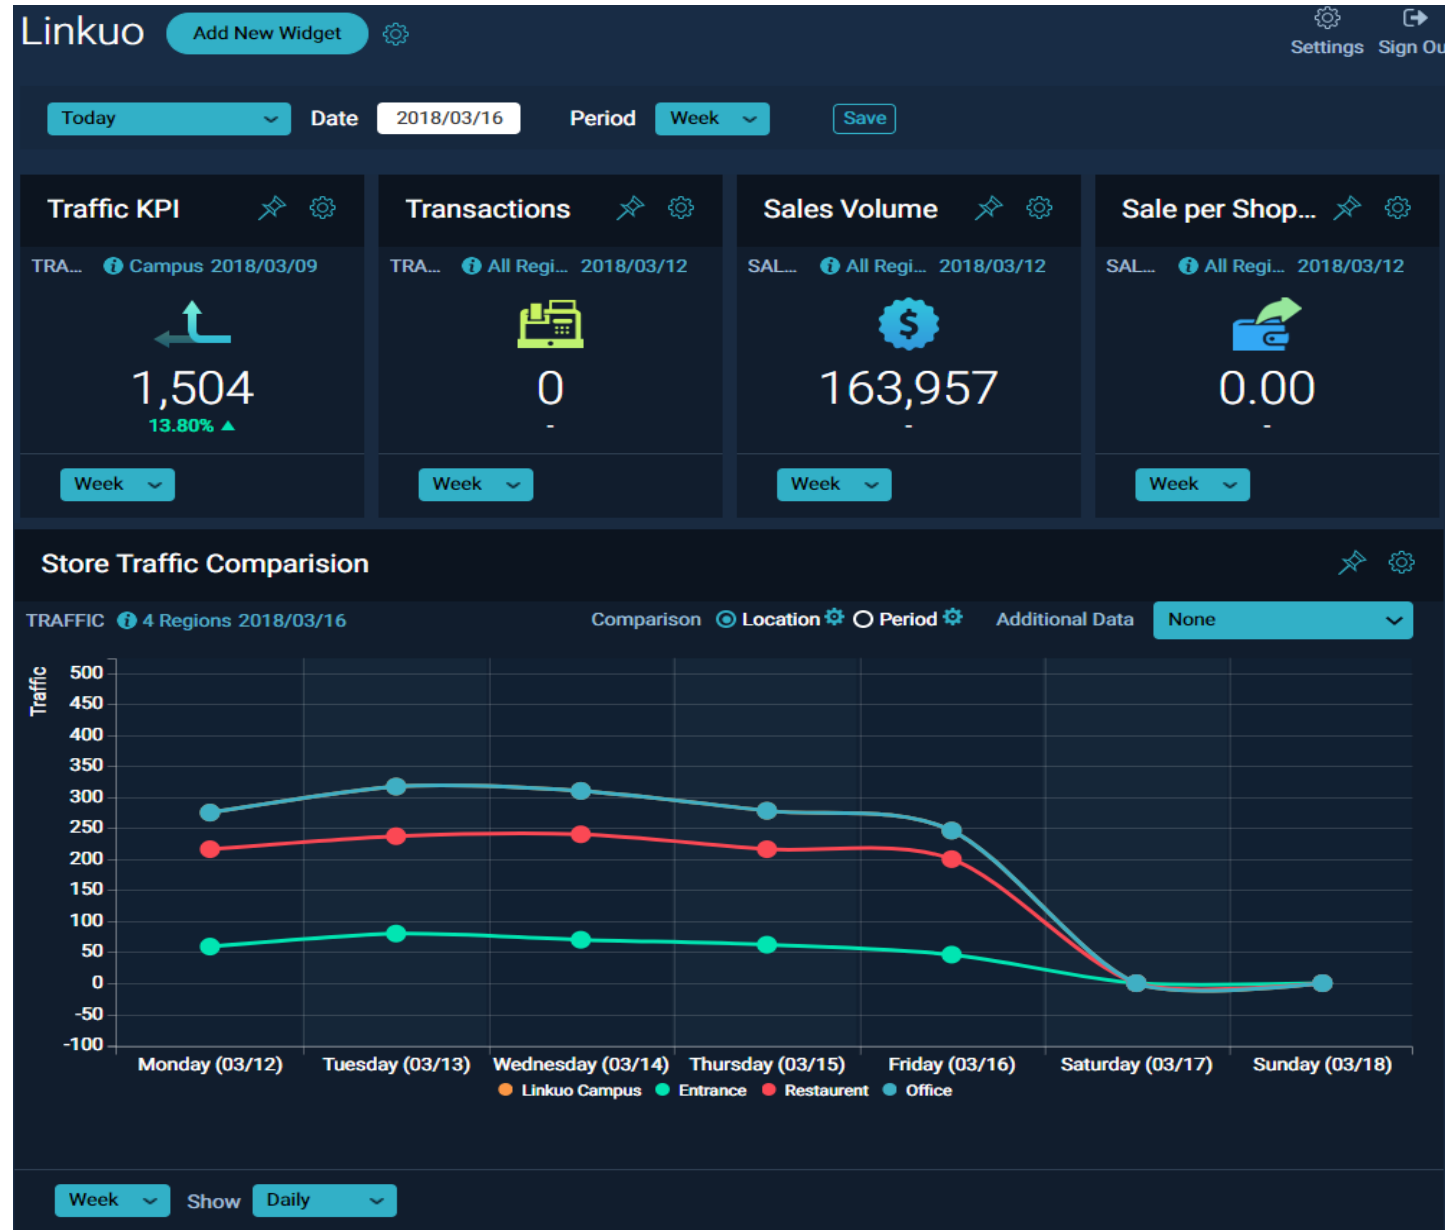 Linkuo Add New Widget
Settings Sign Ou
Today Date 2018/03/16 Period Week Save
Traffic KPI Transactions Sales Volume Sale per Shop...
TRA... Campus 2018/03/09 TRA... All Regi... 2018/03/12 SAL... All Regi... 2018/03/12 SAL... All Regi... 2018/03/12
1,504 0 163,957 0.00
13.80% ▲ - - -
Week Week Week Week
Store Traffic Comparision
TRAFFIC 4 Regions 2018/03/16 Comparison Location Period Additional Data None
Traffic
500
450
400
350
300
250
200
150
100
50
0
-50
-100
Monday (03/12) Tuesday (03/13) Wednesday (03/14) Thursday (03/15) Friday (03/16) Saturday (03/17) Sunday (03/18)
Linkuo Campus Entrance Restaurent Office
Week Show Daily